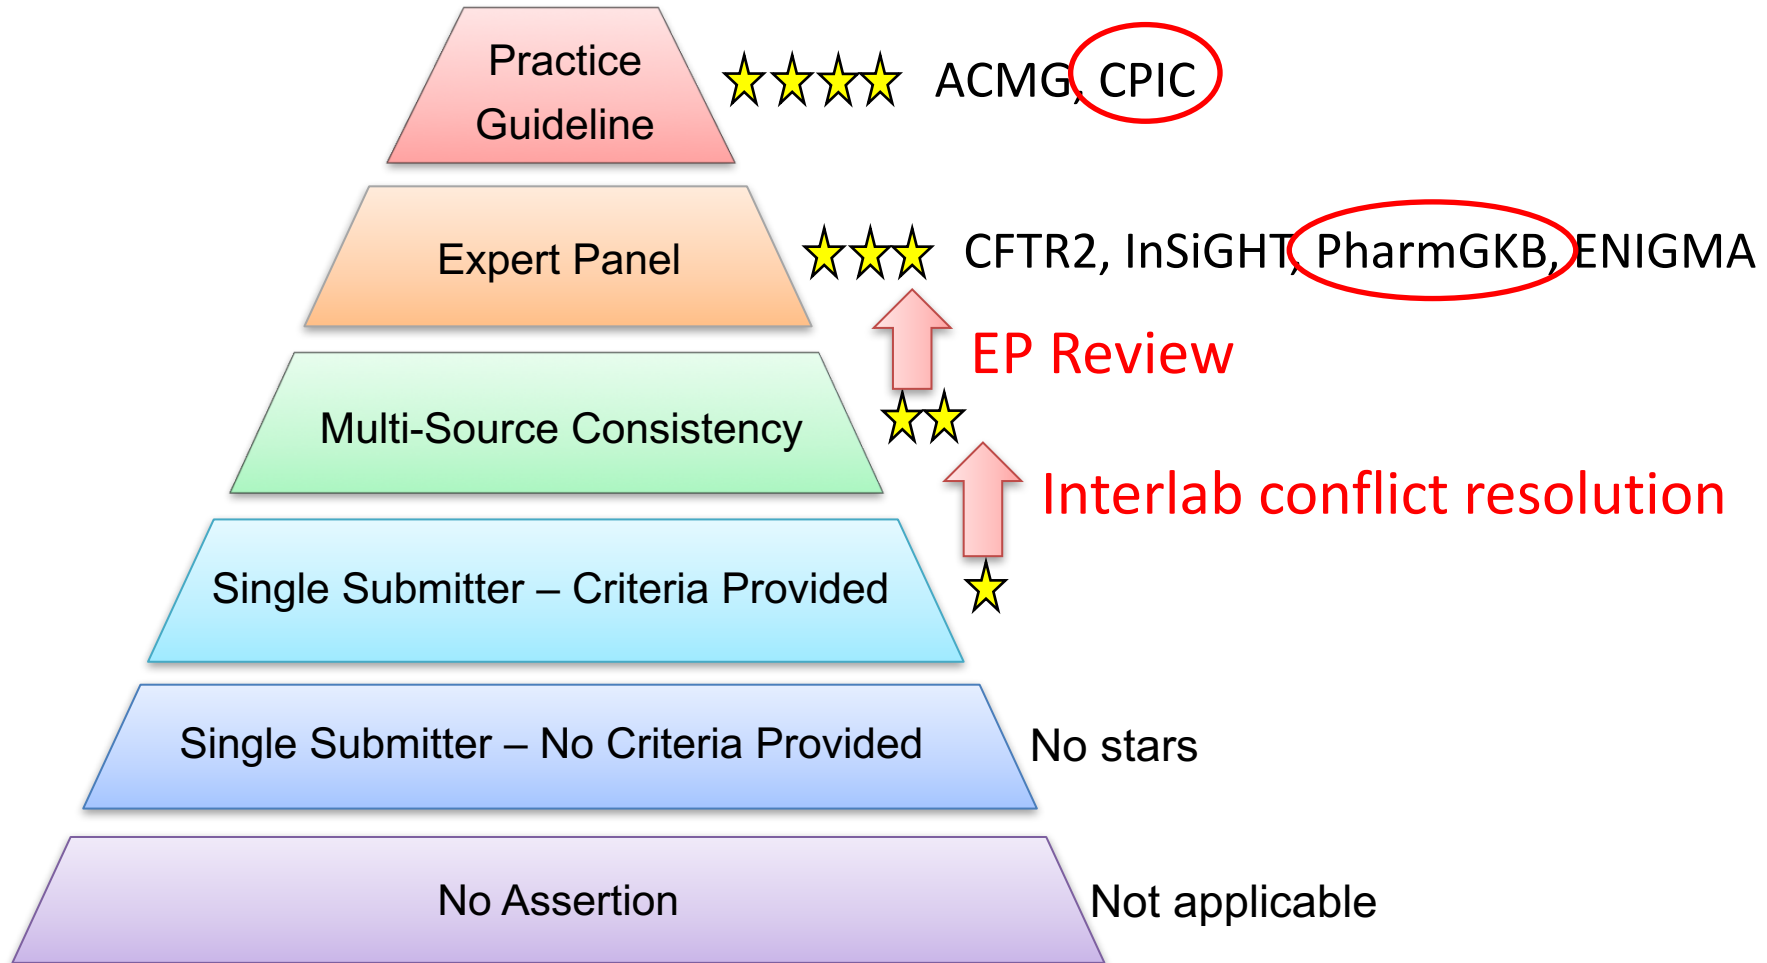 Practice
Guideline
ACMG, CPIC
Expert Panel
CFTR2, InSiGHT, PharmGKB, ENIGMA
EP Review
Multi-Source Consistency
Interlab conflict resolution
Single Submitter – Criteria Provided
Single Submitter – No Criteria Provided
No stars
No Assertion
Not applicable